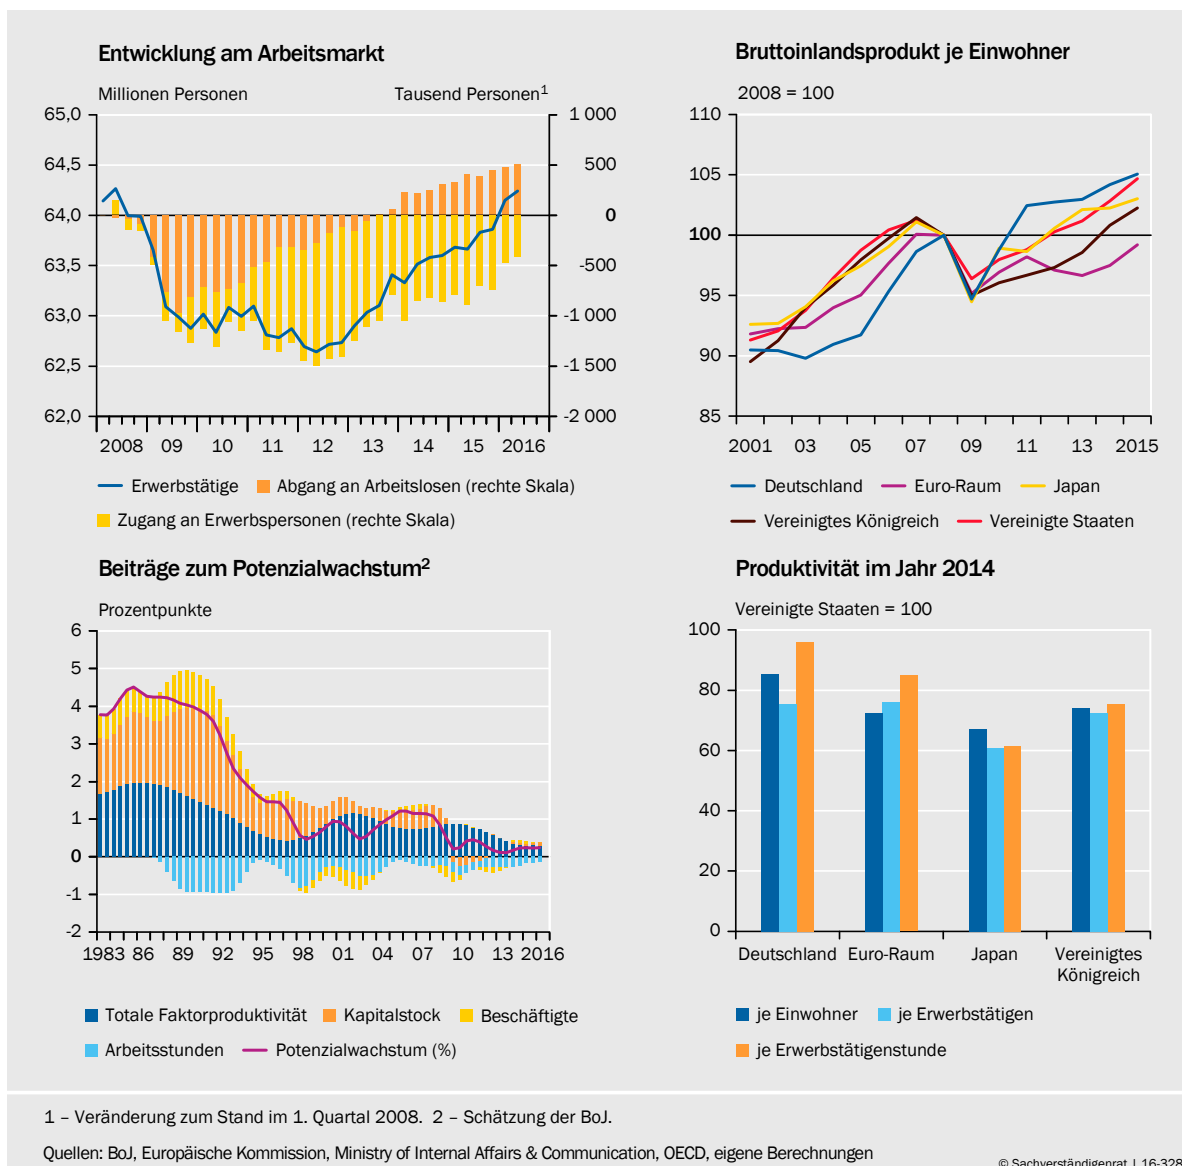 Entwicklung am Arbeitsmarkt
Millionen Personen Tausend Personen1
65,0 1 000
64,5 500
64,0 0
63,5 -500
63,0 -1 000
62,5 -1 500
62,0 -2 000
2008 09 10 11 12 13 14 15 2016
Erwerbstätige Abgang an Arbeitslosen (rechte Skala)
Zugang an Erwerbspersonen (rechte Skala)
Bruttoinlandsprodukt je Einwohner
2008 = 100
110
105
100
95
90
85
2001 03 05 07 09 11 13 2015
Deutschland Euro-Raum Japan
Vereinigtes Königreich Vereinigte Staaten
Beiträge zum Potenzialwachstum2
Prozentpunkte
6
5
4
3
2
1
0
-1
-2
1983 86 89 92 95 98 01 04 07 10 13 2016
Totale Faktorproduktivität Kapitalstock Beschäftigte
Arbeitsstunden Potenzialwachstum (%)
Produktivität im Jahr 2014
Vereinigte Staaten = 100
100
80
60
40
20
0
Deutschland Euro-Raum Japan Vereinigtes
Königreich
je Einwohner je Erwerbstätigen
je Erwerbstätigenstunde
1 – Veränderung zum Stand im 1. Quartal 2008. 2 – Schätzung der BoJ.
Quellen: BoJ, Europäische Kommission, Ministry of Internal Affairs & Communication, OECD, eigene Berechnungen
© Sachverständigenrat | 16-328